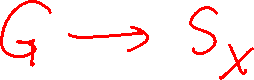 G → S_X